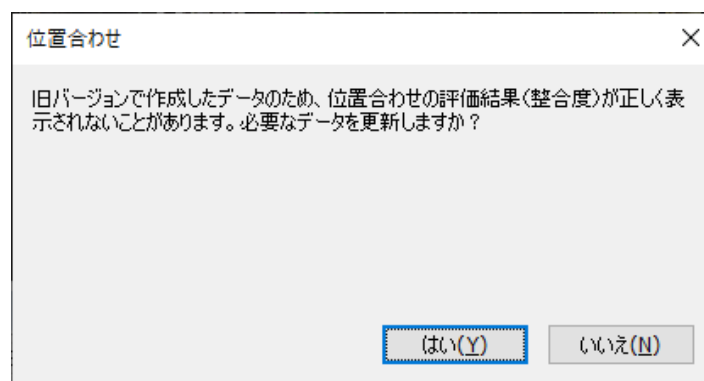 位置合わせ
旧バージョンで作成したデータのため、位置合わせの評価結果(整合度)が正しく表
示されないことがあります。必要なデータを更新しますか？
はい(Y)
いいえ(N)